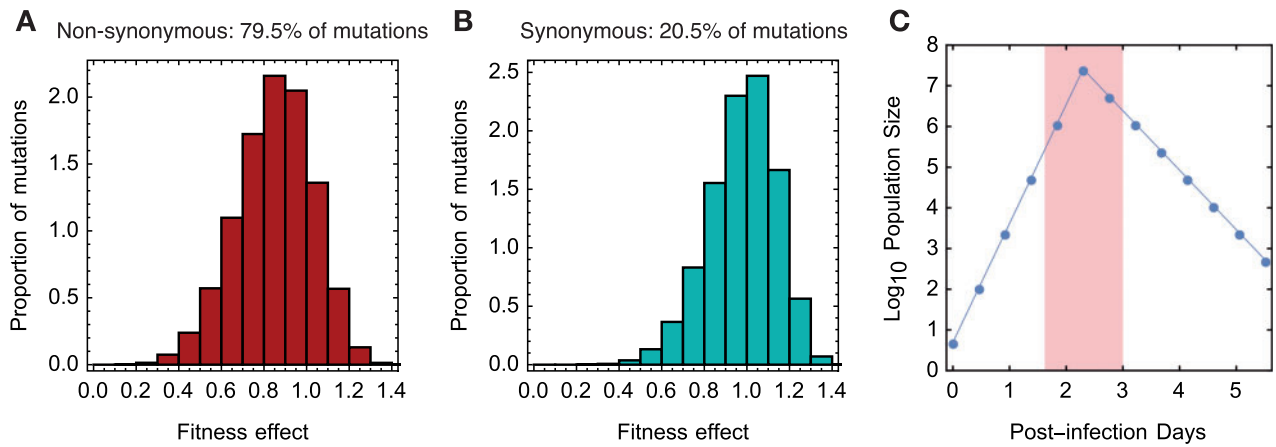 A
Non-synonymous: 79.5% of mutations
Proportion of mutations
2.0
1.5
1.0
0.5
0.0
0.0 0.2 0.4 0.6 0.8 1.0 1.2 1.4
Fitness effect
B
Synonymous: 20.5% of mutations
Proportion of mutations
2.5
2.0
1.5
1.0
0.5
0.0
0.0 0.2 0.4 0.6 0.8 1.0 1.2 1.4
Fitness effect
C
Log10 Population Size
8
7
6
5
4
3
2
1
0
0 1 2 3 4 5
Post–infection Days